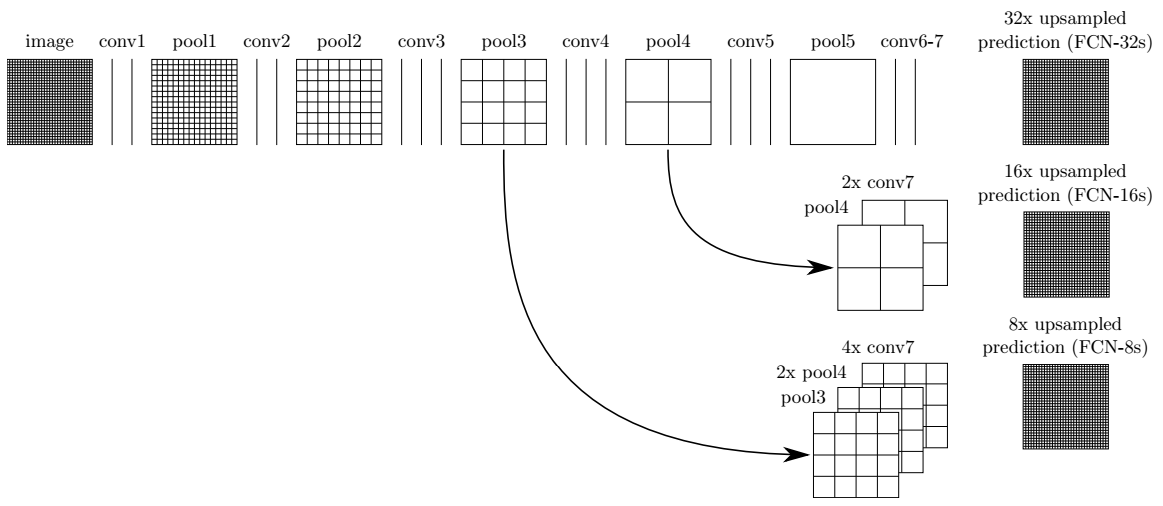 image
conv1
pool1
conv2
pool2
conv3
pool3
conv4
pool4
conv5
pool5
conv6-7
32x upsampled
prediction (FCN-32s)
16x upsampled
prediction (FCN-16s)
2x conv7
pool4
8x upsampled
prediction (FCN-8s)
4x conv7
2x pool4
pool3